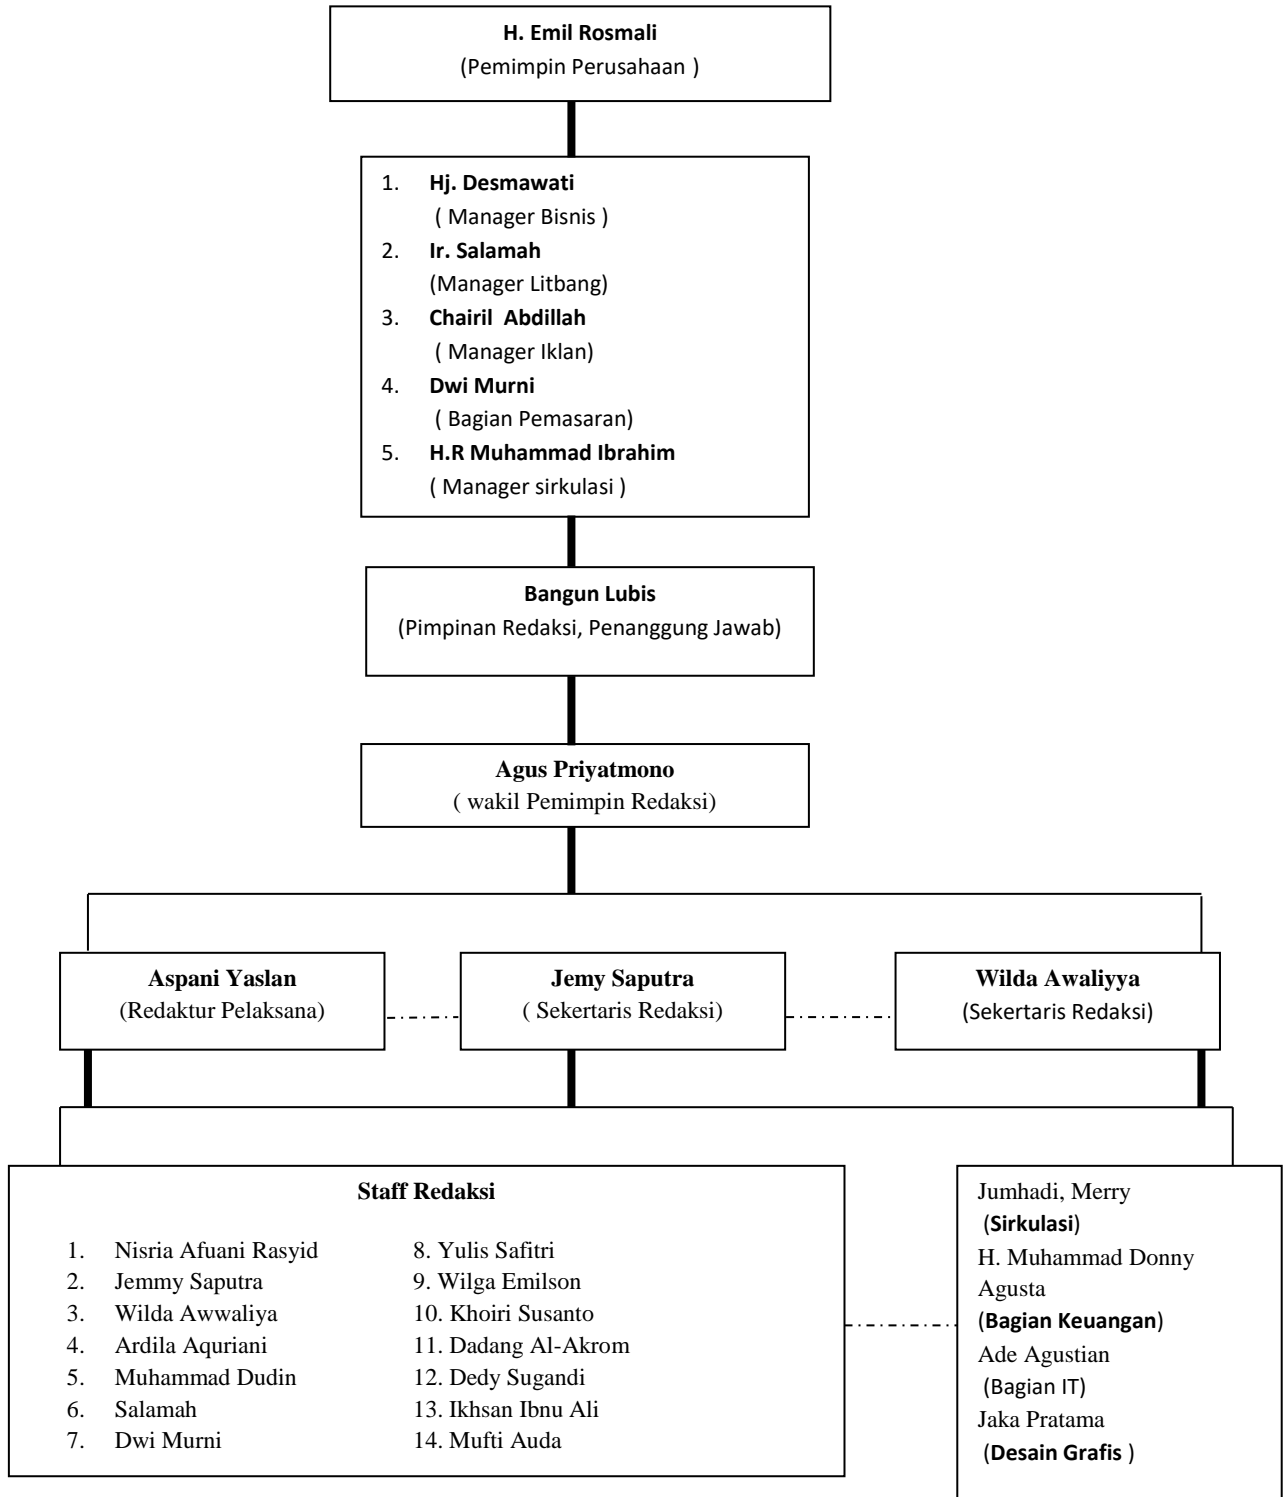 H. Emil Rosmali
(Pemimpin Perusahaan )
1. Hj. Desmawati
( Manager Bisnis )
2. Ir. Salamah
(Manager Litbang)
3. Chairil Abdillah
( Manager Iklan)
4. Dwi Murni
( Bagian Pemasaran)
5. H.R Muhammad Ibrahim
( Manager sirkulasi )
Bangun Lubis
(Pimpinan Redaksi, Penanggung Jawab)
Agus Priyatmono
( wakil Pemimpin Redaksi)
Aspani Yaslan
(Redaktur Pelaksana)
Jemy Saputra
( Sekertaris Redaksi)
Wilda Awaliyya
(Sekertaris Redaksi)
Staff Redaksi
1. Nisria Afuani Rasyid
2. Jemmy Saputra
3. Wilda Awwaliya
4. Ardila Aquriani
5. Muhammad Dudin
6. Salamah
7. Dwi Murni
8. Yulis Safitri
9. Wilga Emilson
10. Khoiri Susanto
11. Dadang Al-Akrom
12. Dedy Sugandi
13. Ikhsan Ibnu Ali
14. Mufti Auda
Jumhadi, Merry
(Sirkulasi)
H. Muhammad Donny
Agusta
(Bagian Keuangan)
Ade Agustian
(Bagian IT)
Jaka Pratama
(Desain Grafis )